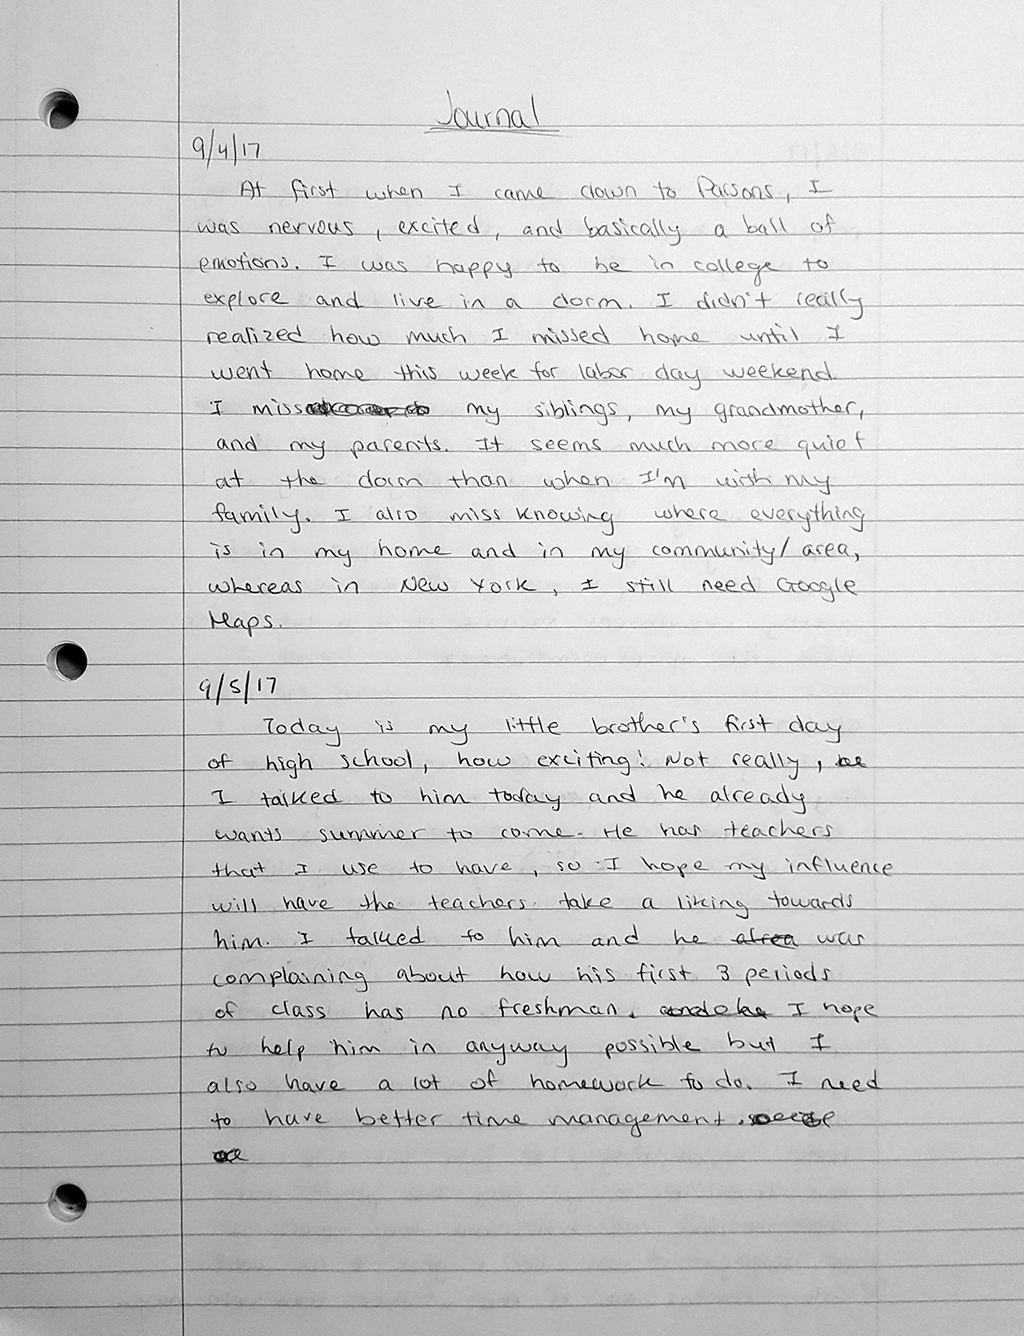 Journal
9/4/17
At first when I came down to Parsons, I
was nervous, excited, and basically a ball of
emotions. I was happy to be in college to
explore and live in a dorm. I didn't really
realized how much I missed home until I
went home this week for labor day weekend.
I miss my siblings, my grandmother,
and my parents. It seems much more quiet
at the dorm than when I'm with my
family. I also miss knowing where everything
is in my home and in my community/area,
whereas in New York, I still need Google
Maps.
9/5/17
Today is my little brother's first day
of high school, how exciting! Not really,
I talked to him today and he already
wants summer to come. He has teachers
that I use to have, so I hope my influence
will have the teachers take a liking towards
him. I talked to him and he was
complaining about how his first 3 periods
of class has no freshman. I hope
to help him in anyway possible but I
also have a lot of homework to do. I need
to have better time management.